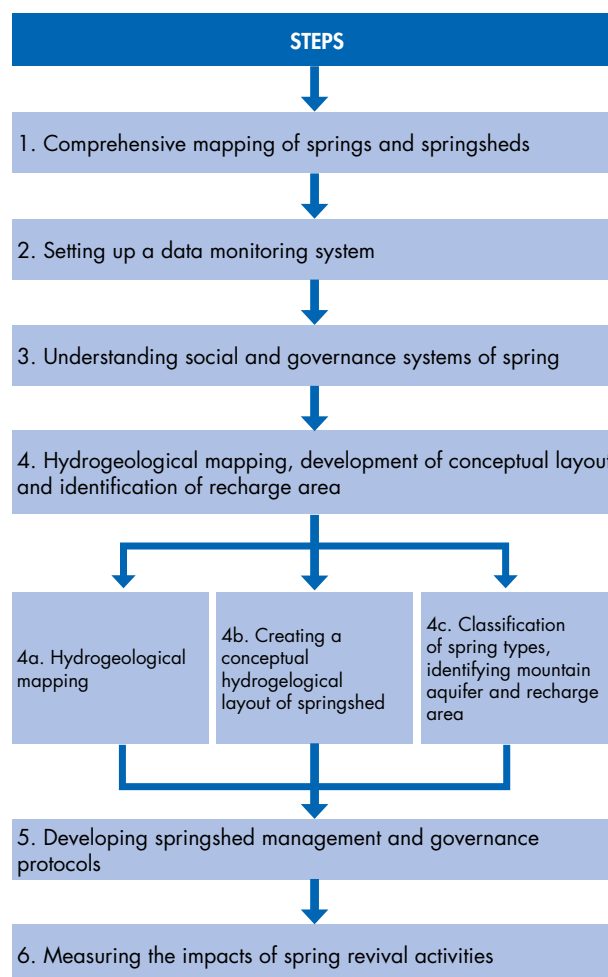 STEPS
1. Comprehensive mapping of springs and springsheds
2. Setting up a data monitoring system
3. Understanding social and governance systems of spring
4. Hydrogeological mapping, development of conceptual layout
and identification of recharge area
4a. Hydrogeological
mapping
4b. Creating a
conceptual
hydrgelogical
layout of springshed
4c. Classification
of spring types,
identifying mountain
aquifer and recharge
area
5. Developing springshed management and governance
protocols
6. Measuring the impacts of spring revival activities